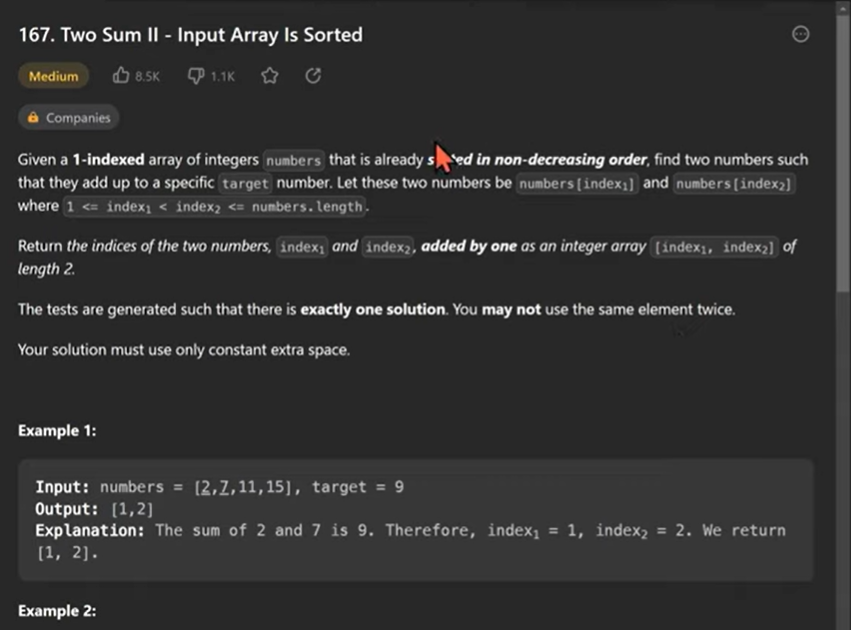 167. Two Sum II - Input Array Is Sorted
Medium 8.5K 1.1K
Companies
Given a 1-indexed array of integers numbers that is already sorted in non-decreasing order, find two numbers such
that they add up to a specific target number. Let these two numbers be numbers[index₁] and numbers[index₂]
where 1 <= index₁ < index₂ <= numbers.length.
Return the indices of the two numbers, index₁ and index₂, added by one as an integer array [index₁, index₂] of
length 2.
The tests are generated such that there is exactly one solution. You may not use the same element twice.
Your solution must use only constant extra space.
Example 1:
Input: numbers = [2,7,11,15], target = 9
Output: [1,2]
Explanation: The sum of 2 and 7 is 9. Therefore, index₁ = 1, index₂ = 2. We return
[1, 2].
Example 2: